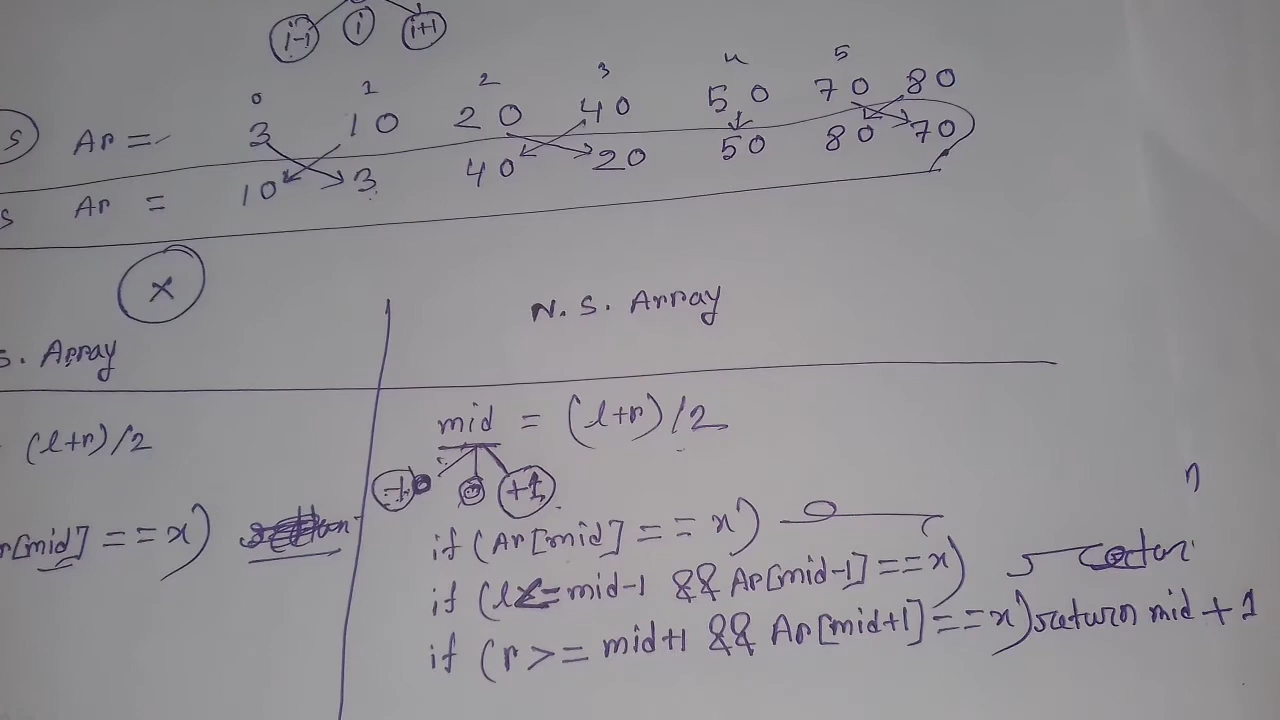 i-1 i i+1
0 1 2 3 4 5
s Ar = 3 10 20 40 50 70 80
s Ar = 10 3 40 20 50 80 70
x
S. Array N. S. Array
(l+r)/2 mid = (l+r)/2
-1 0 +1
r[mid] == x) if (Ar[mid] == x)
if (l<=mid-1 && Ar[mid-1]==x)
if (r >= mid+1 && Ar[mid+1]==x) return mid + 1